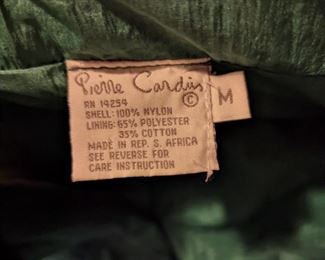 Pierre Cardin
©
M
RN 14254
SHELL: 100% NYLON
LINING: 65% POLYESTER
35% COTTON
MADE IN REP. S. AFRICA
SEE REVERSE FOR
CARE INSTRUCTION